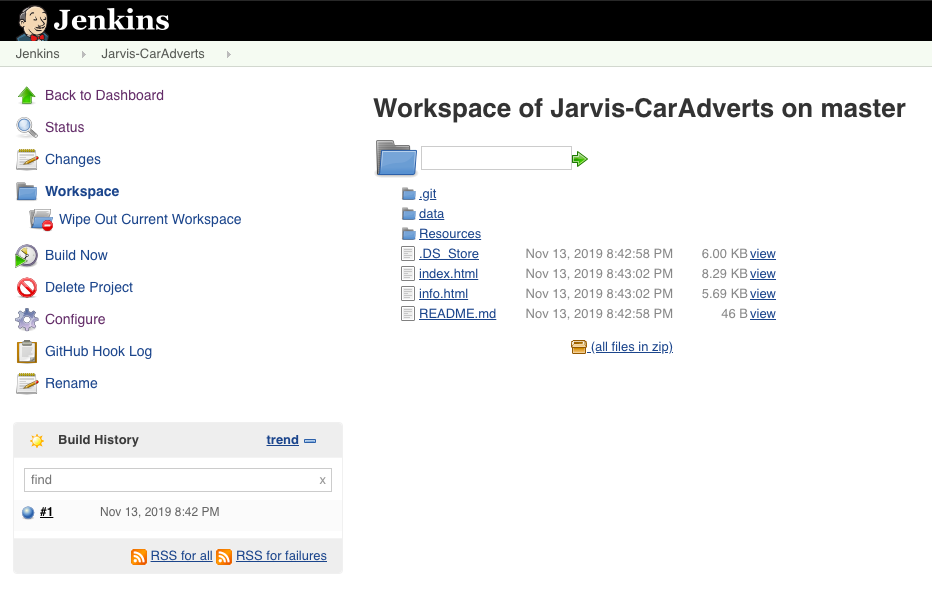 Jenkins
Jenkins Jarvis-CarAdverts
Back to Dashboard
Status
Changes
Workspace
Wipe Out Current Workspace
Build Now
Delete Project
Configure
GitHub Hook Log
Rename
Build History trend
find x
#1 Nov 13, 2019 8:42 PM
RSS for all RSS for failures
Workspace of Jarvis-CarAdverts on master
.git
data
Resources
.DS_Store Nov 13, 2019 8:42:58 PM 6.00 KB view
index.html Nov 13, 2019 8:43:02 PM 8.29 KB view
info.html Nov 13, 2019 8:43:02 PM 5.69 KB view
README.md Nov 13, 2019 8:42:58 PM 46 B view
(all files in zip)